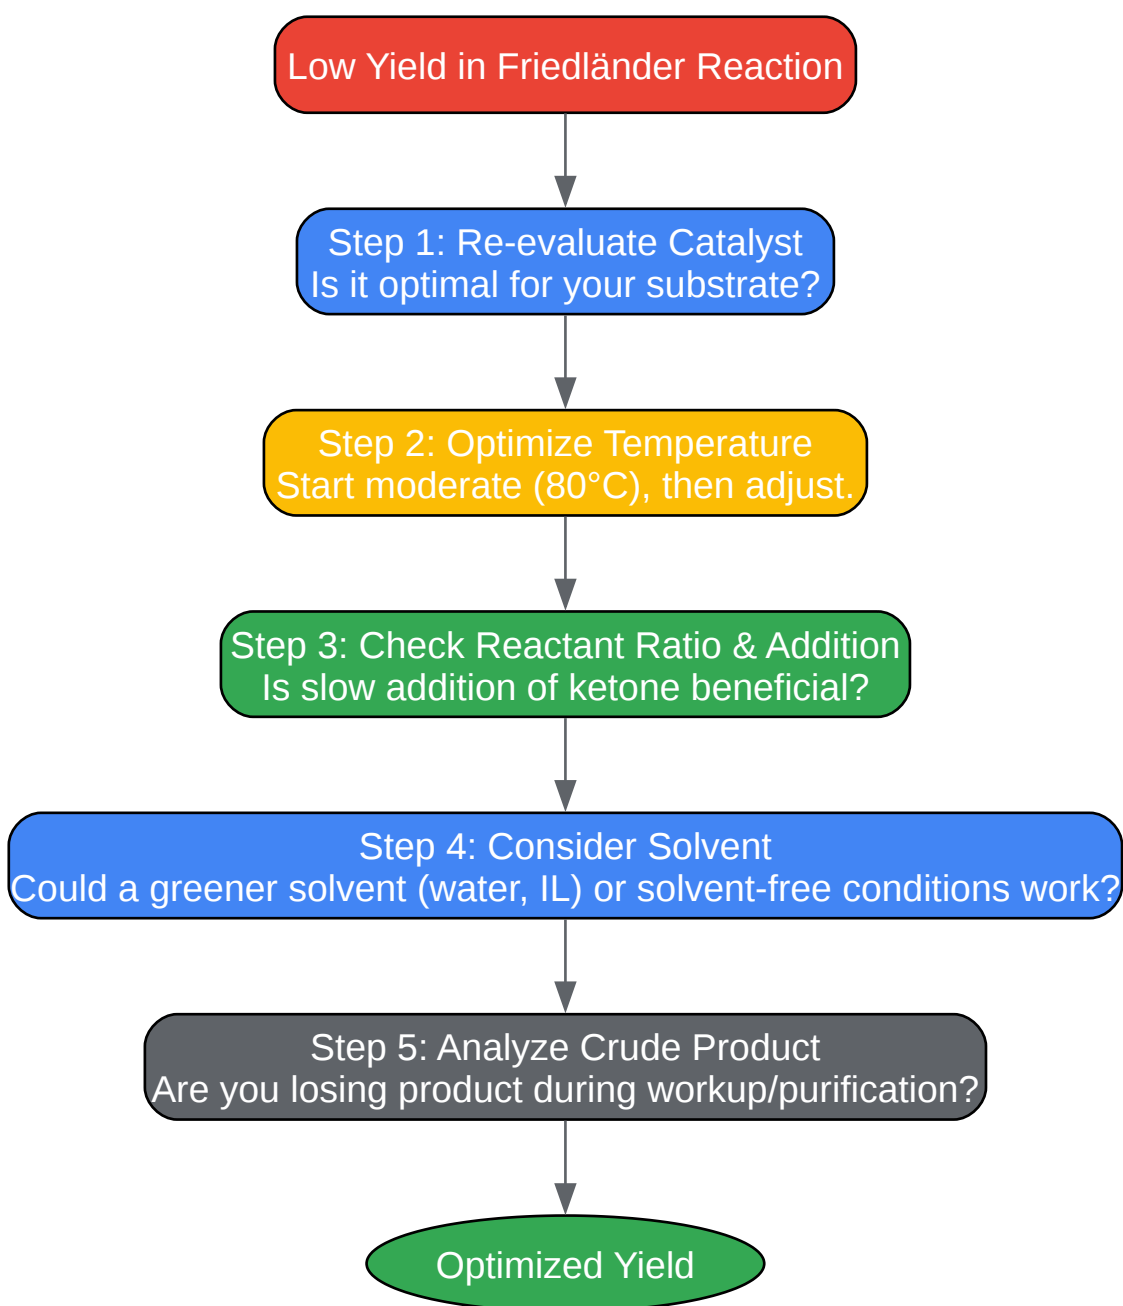 Low Yield in Friedländer Reaction
Step 1: Re-evaluate Catalyst
Is it optimal for your substrate?
Step 2: Optimize Temperature
Start moderate (80°C), then adjust.
Step 3: Check Reactant Ratio & Addition
Is slow addition of ketone beneficial?
Step 4: Consider Solvent
Could a greener solvent (water, IL) or solvent-free conditions work?
Step 5: Analyze Crude Product
Are you losing product during workup/purification?
Optimized Yield